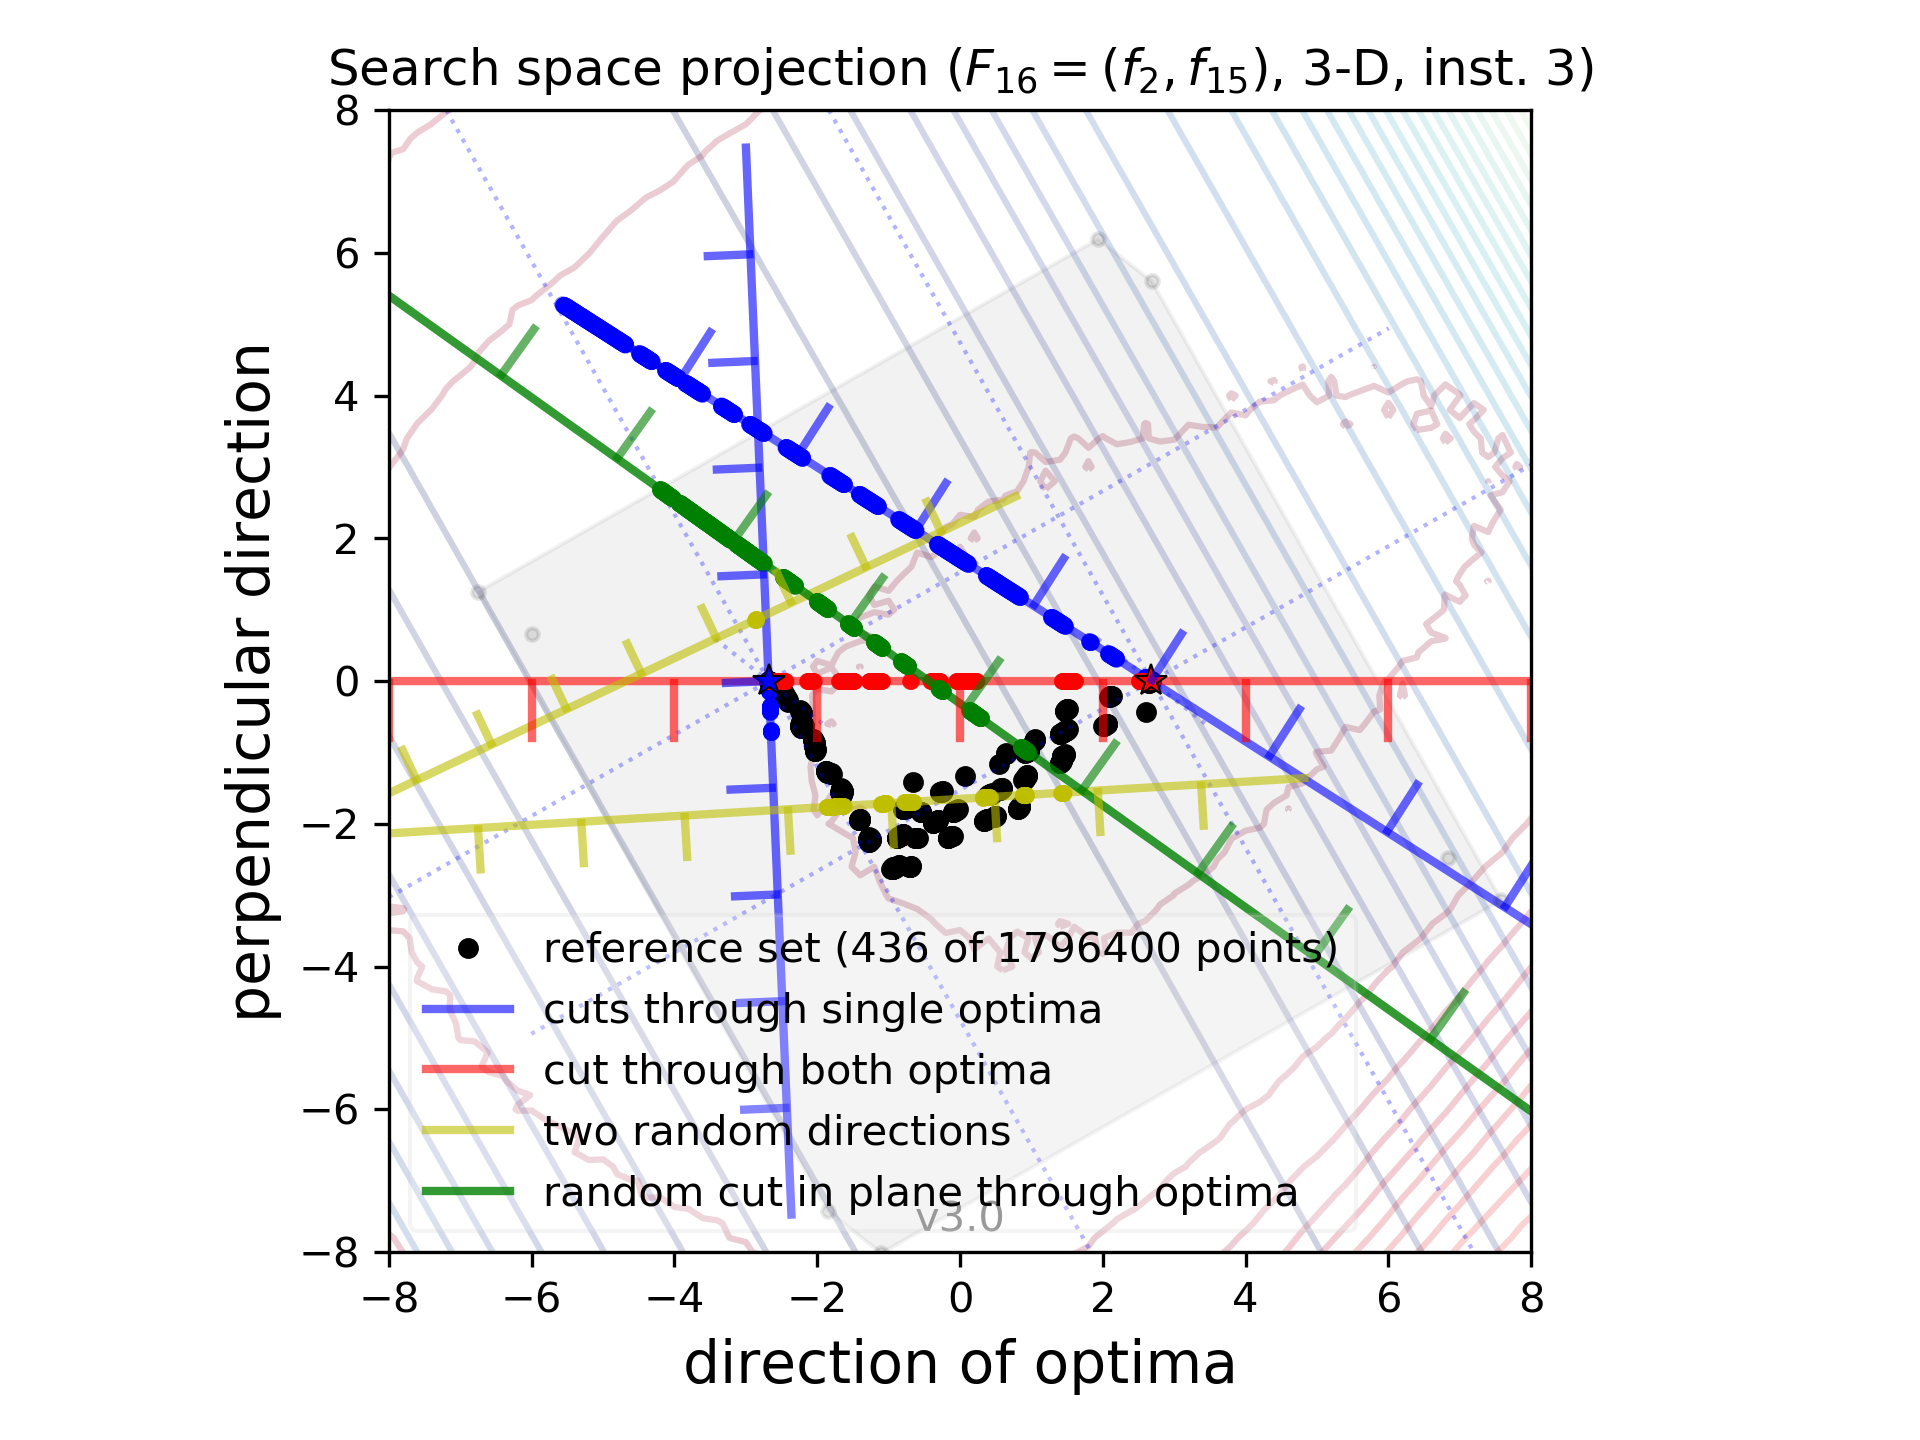 Search space projection (F₁₆ = (f₂, f₁₅), 3-D, inst. 3)
8
6
4
2
0
−2
−4
−6
−8
perpendicular direction
reference set (436 of 1796400 points)
cuts through single optima
cut through both optima
two random directions
random cut in plane through optima
v3.0
−8 −6 −4 −2 0 2 4 6 8
direction of optima